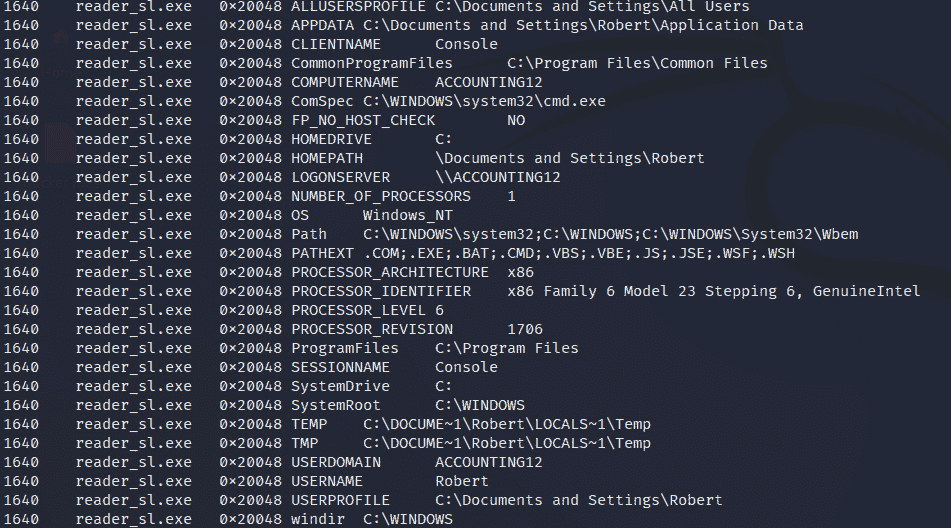 1640 reader_sl.exe 0×20048 ALLUSERSPROFILE C:\Documents and Settings\All Users
1640 reader_sl.exe 0×20048 APPDATA C:\Documents and Settings\Robert\Application Data
1640 reader_sl.exe 0×20048 CLIENTNAME Console
1640 reader_sl.exe 0×20048 CommonProgramFiles C:\Program Files\Common Files
1640 reader_sl.exe 0×20048 COMPUTERNAME ACCOUNTING12
1640 reader_sl.exe 0×20048 ComSpec C:\WINDOWS\system32\cmd.exe
1640 reader_sl.exe 0×20048 FP_NO_HOST_CHECK NO
1640 reader_sl.exe 0×20048 HOMEDRIVE C:
1640 reader_sl.exe 0×20048 HOMEPATH \Documents and Settings\Robert
1640 reader_sl.exe 0×20048 LOGONSERVER \\ACCOUNTING12
1640 reader_sl.exe 0×20048 NUMBER_OF_PROCESSORS 1
1640 reader_sl.exe 0×20048 OS Windows_NT
1640 reader_sl.exe 0×20048 Path C:\WINDOWS\system32;C:\WINDOWS;C:\WINDOWS\System32\Wbem
1640 reader_sl.exe 0×20048 PATHEXT .COM;.EXE;.BAT;.CMD;.VBS;.VBE;.JS;.JSE;.WSF;.WSH
1640 reader_sl.exe 0×20048 PROCESSOR_ARCHITECTURE x86
1640 reader_sl.exe 0×20048 PROCESSOR_IDENTIFIER x86 Family 6 Model 23 Stepping 6, GenuineIntel
1640 reader_sl.exe 0×20048 PROCESSOR_LEVEL 6
1640 reader_sl.exe 0×20048 PROCESSOR_REVISION 1706
1640 reader_sl.exe 0×20048 ProgramFiles C:\Program Files
1640 reader_sl.exe 0×20048 SESSIONNAME Console
1640 reader_sl.exe 0×20048 SystemDrive C:
1640 reader_sl.exe 0×20048 SystemRoot C:\WINDOWS
1640 reader_sl.exe 0×20048 TEMP C:\DOCUME~1\Robert\LOCALS~1\Temp
1640 reader_sl.exe 0×20048 TMP C:\DOCUME~1\Robert\LOCALS~1\Temp
1640 reader_sl.exe 0×20048 USERDOMAIN ACCOUNTING12
1640 reader_sl.exe 0×20048 USERNAME Robert
1640 reader_sl.exe 0×20048 USERPROFILE C:\Documents and Settings\Robert
1640 reader_sl.exe 0×20048 windir C:\WINDOWS